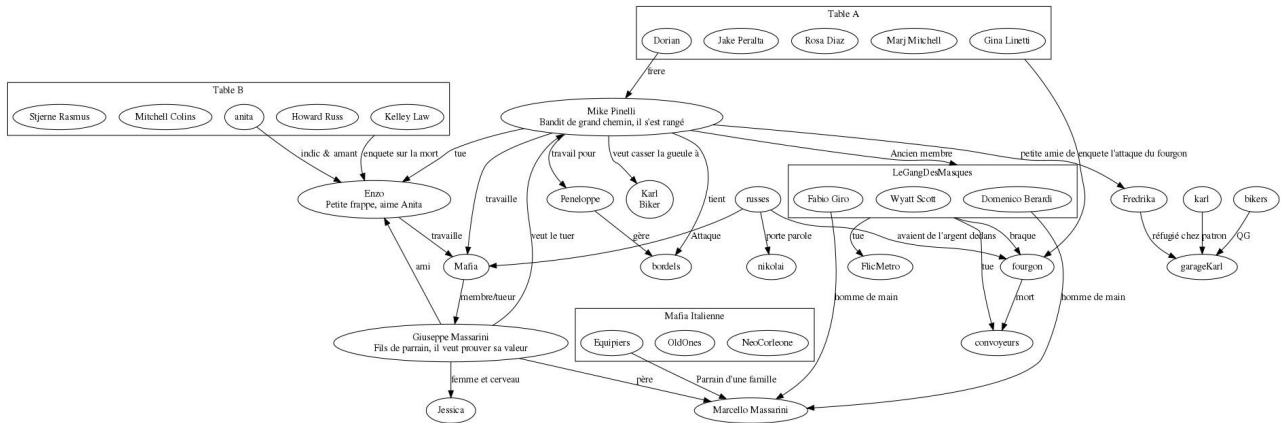 Table A
Dorian
Jake Peralta
Rosa Diaz
Marj Mitchell
Gina Linetti
frere
Table B
Stjerne Rasmus
Mitchell Colins
anita
Howard Russ
Kelley Law
Mike Pinelli
Bandit de grand chemin, il s'est rangé
indic & amant
enquete sur la mort
tue
travail pour
veut casser la gueule à
Ancien membre
petite amie de
enquete l'attaque du fourgon
LeGangDesMasques
Fabio Giro
Wyatt Scott
Domenico Berardi
Enzo
Petite frappe, aime Anita
travaille
Peneloppe
Karl
Biker
tient
russes
Fredrika
karl
bikers
travaille
veut le tuer
gère
Attaque
porte parole
tue
avaient de l'argent dedans
braque
réfugié chez
patron
QG
ami
Mafia
bordels
nikolai
FlicMetro
tue
fourgon
garageKarl
membre/tueur
homme de main
mort
homme de main
Mafia Italienne
Equipiers
OldOnes
NeoCorleone
Giuseppe Massarini
Fils de parrain, il veut prouver sa valeur
convoyeurs
femme et cerveau
père
Parrain d'une famille
Jessica
Marcello Massarini